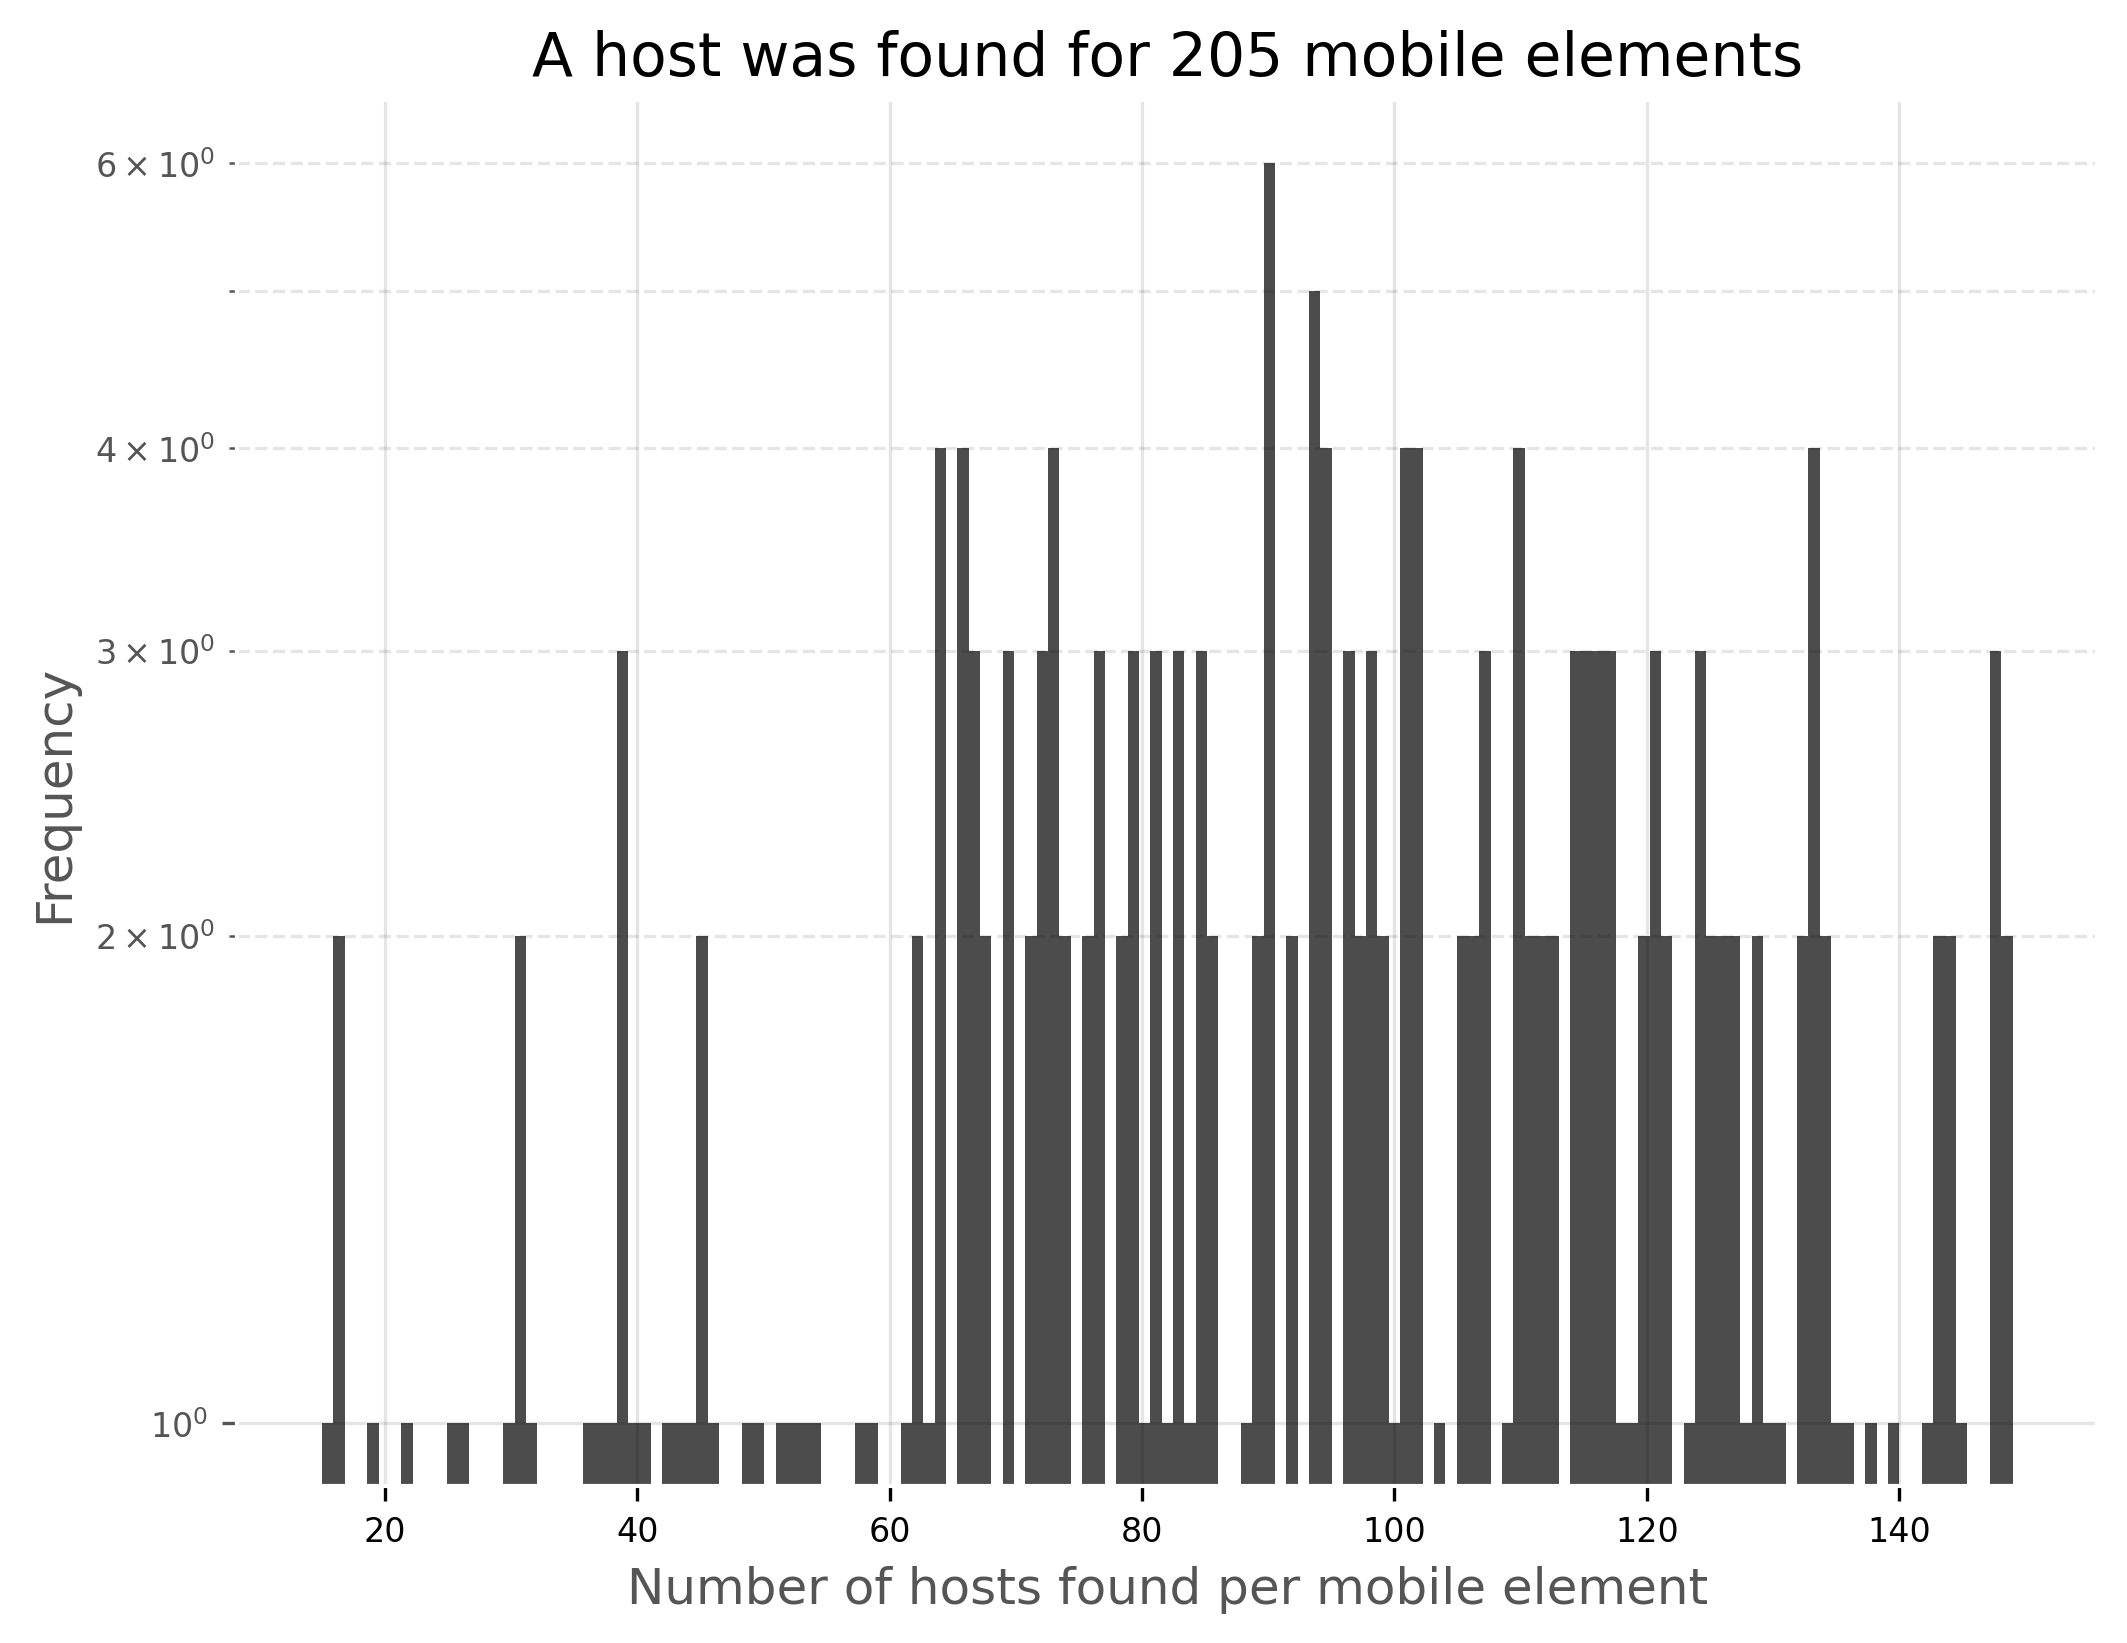 A host was found for 205 mobile elements
6 × 10⁰
4 × 10⁰
3 × 10⁰
2 × 10⁰
10⁰
Frequency
20 40 60 80 100 120 140
Number of hosts found per mobile element